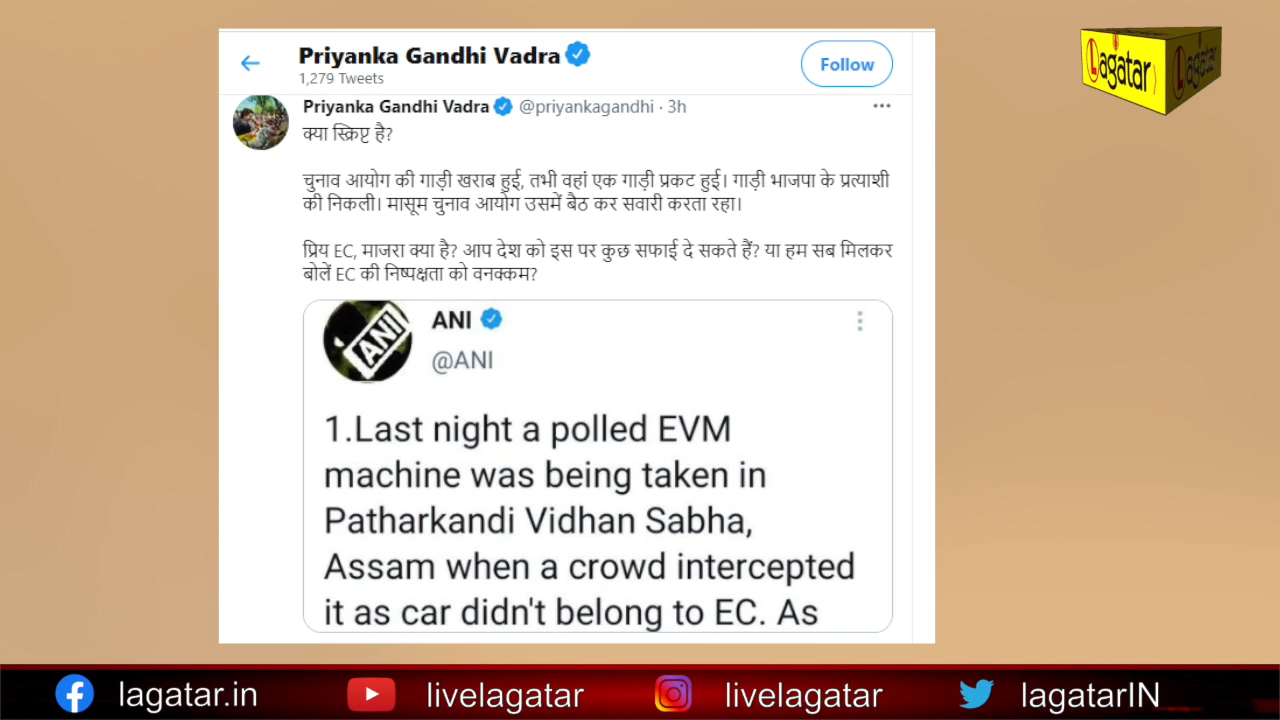 Priyanka Gandhi Vadra
1,279 Tweets
Follow
Priyanka Gandhi Vadra @priyankagandhi · 3h
क्या स्क्रिप्ट है?
चुनाव आयोग की गाड़ी खराब हुई, तभी वहां एक गाड़ी प्रकट हुई। गाड़ी भाजपा के प्रत्याशी
की निकली। मासूम चुनाव आयोग उसमें बैठ कर सवारी करता रहा।
प्रिय EC, माजरा क्या है? आप देश को इस पर कुछ सफाई दे सकते हैं? या हम सब मिलकर
बोलें EC की निष्पक्षता को वनक्कम?
ANI
ANI
@ANI
1.Last night a polled EVM
machine was being taken in
Patharkandi Vidhan Sabha,
Assam when a crowd intercepted
it as car didn't belong to EC. As
Lagatar
Lagatar
lagatar.in
livelagatar
livelagatar
lagatarIN